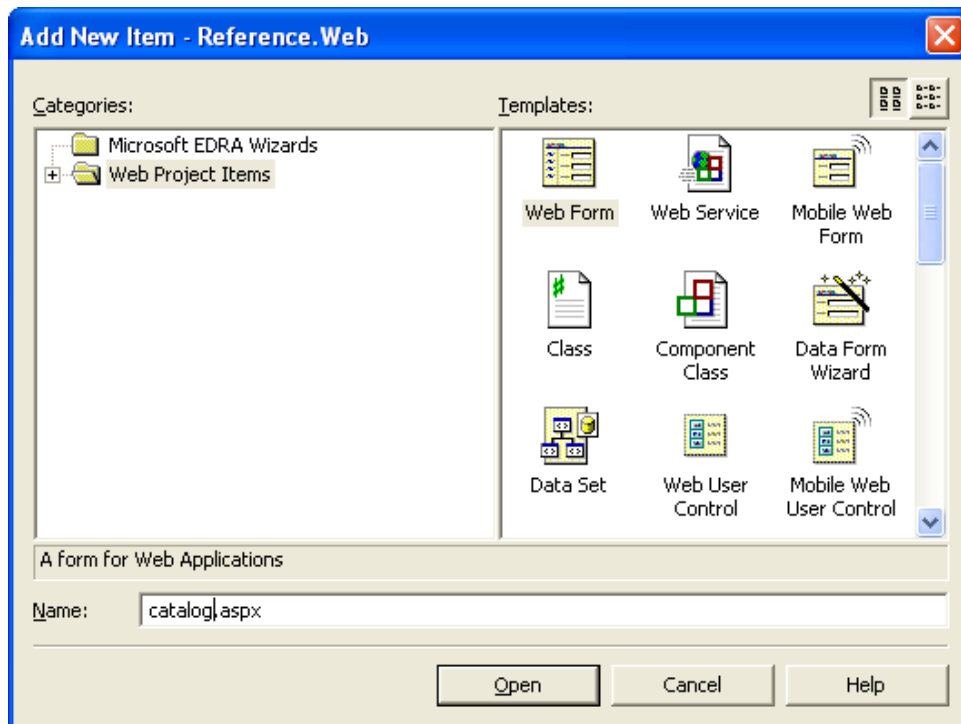 Add New Item - Reference.Web
Categories:
Templates:
Microsoft EDRA Wizards
Web Project Items
Web Form
Web Service
Mobile Web
Form
Class
Component
Class
Data Form
Wizard
Data Set
Web User
Control
Mobile Web
User Control
A form for Web Applications
Name:
catalog.aspx
Open
Cancel
Help